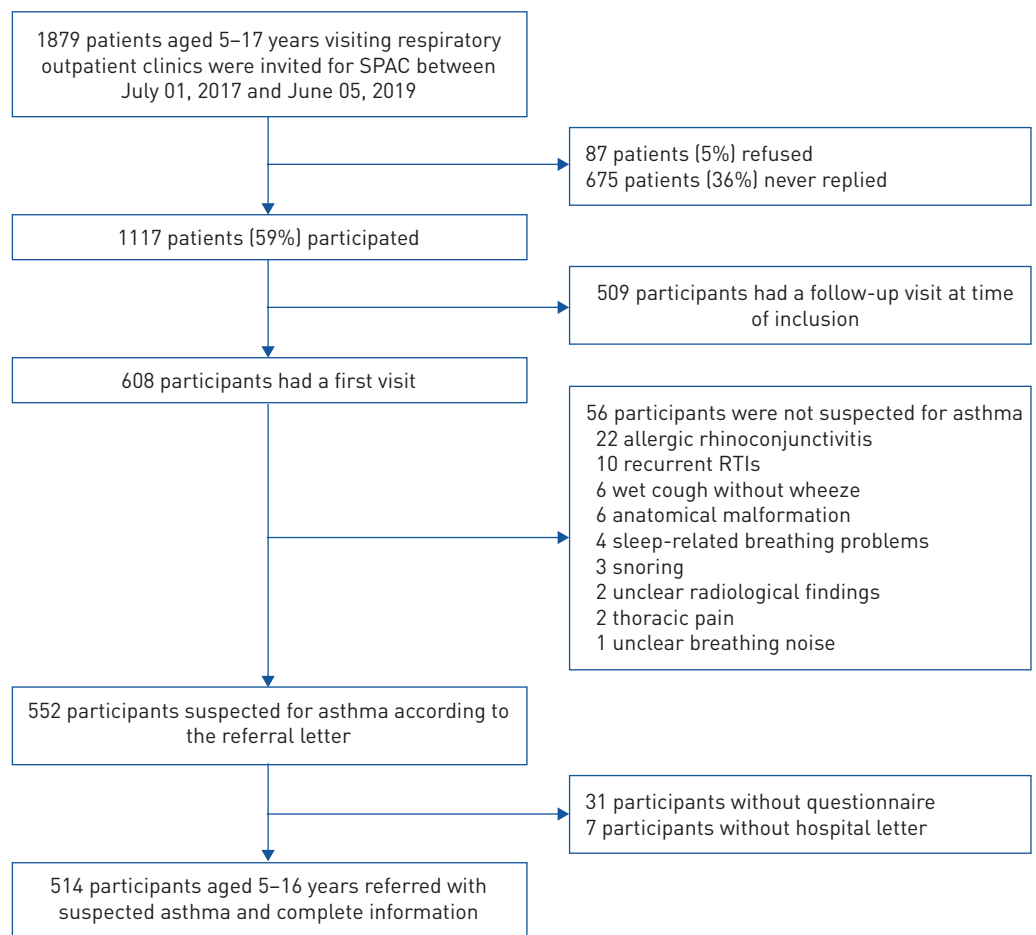 1879 patients aged 5–17 years visiting respiratory
outpatient clinics were invited for SPAC between
July 01, 2017 and June 05, 2019
87 patients (5%) refused
675 patients (36%) never replied
1117 patients (59%) participated
509 participants had a follow-up visit at time
of inclusion
608 participants had a first visit
56 participants were not suspected for asthma
22 allergic rhinoconjunctivitis
10 recurrent RTIs
6 wet cough without wheeze
6 anatomical malformation
4 sleep-related breathing problems
3 snoring
2 unclear radiological findings
2 thoracic pain
1 unclear breathing noise
552 participants suspected for asthma according to
the referral letter
31 participants without questionnaire
7 participants without hospital letter
514 participants aged 5–16 years referred with
suspected asthma and complete information